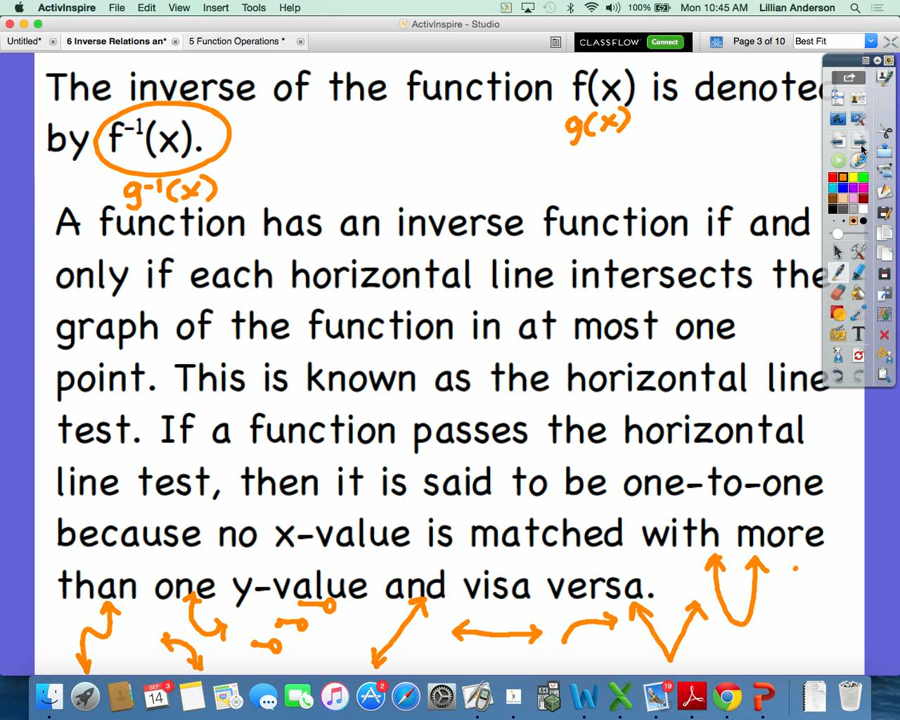 ActivInspire File Edit View Insert Tools Help 100% Mon 10:45 AM Lillian Anderson
ActivInspire - Studio
Untitled* 6 Inverse Relations an* 5 Function Operations * CLASSFLOW Connect Page 3 of 10 Best Fit
The inverse of the function f(x) is denoted
g(x)
by f⁻¹(x).
g⁻¹(x)
A function has an inverse function if and
only if each horizontal line intersects the
graph of the function in at most one
point. This is known as the horizontal line
test. If a function passes the horizontal
line test, then it is said to be one-to-one
because no x-value is matched with more
than one y-value and visa versa.